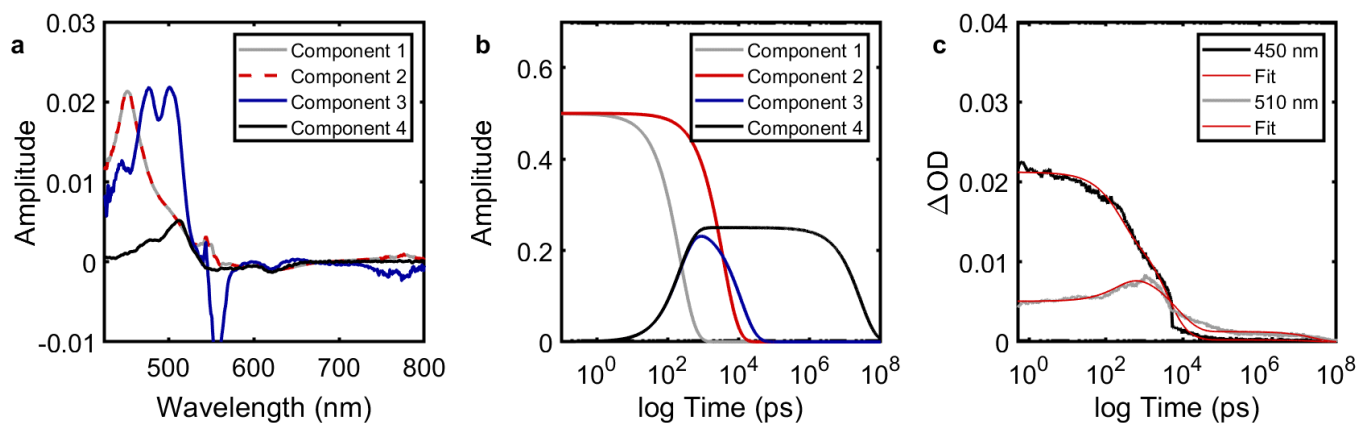 a
0.03
0.02
0.01
0
-0.01
Amplitude
500
600
700
800
Wavelength (nm)
Component 1
Component 2
Component 3
Component 4
b
0.6
0.4
0.2
0
Amplitude
10^0
10^2
10^4
10^6
10^8
log Time (ps)
Component 1
Component 2
Component 3
Component 4
c
0.04
0.03
0.02
0.01
0
ΔOD
10^0
10^2
10^4
10^6
10^8
log Time (ps)
450 nm
Fit
510 nm
Fit